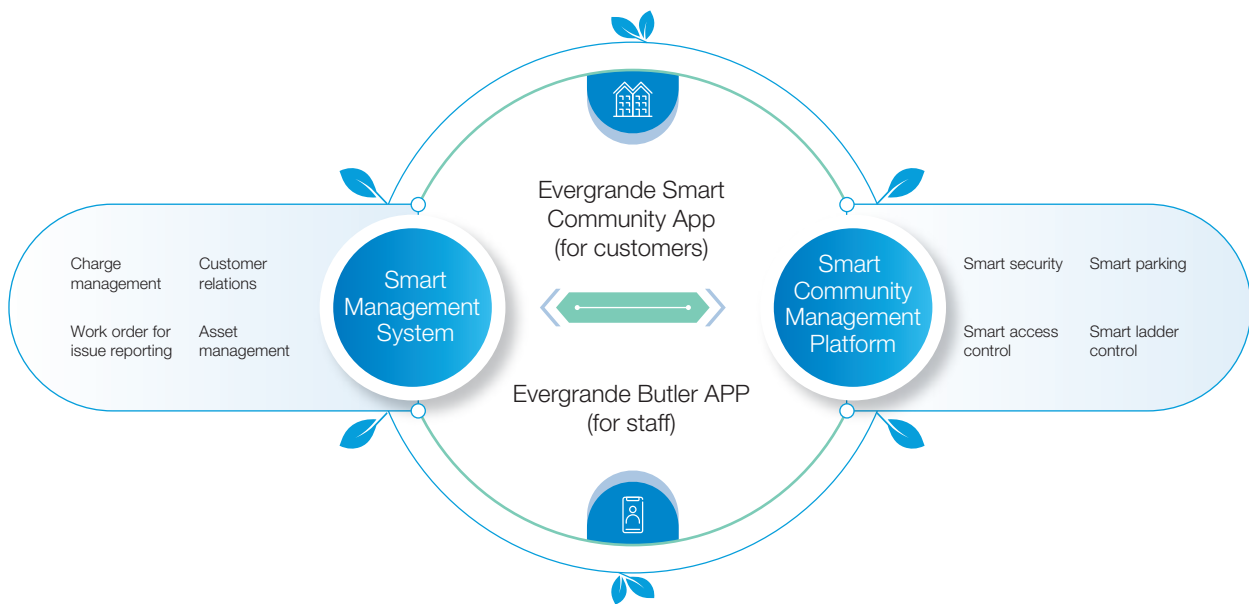 Evergrande Smart
Community App
(for customers)
Charge
management
Customer
relations
Work order for
issue reporting
Asset
management
Smart
Management
System
Smart
Community
Management
Platform
Smart security
Smart parking
Smart access
control
Smart ladder
control
Evergrande Butler APP
(for staff)